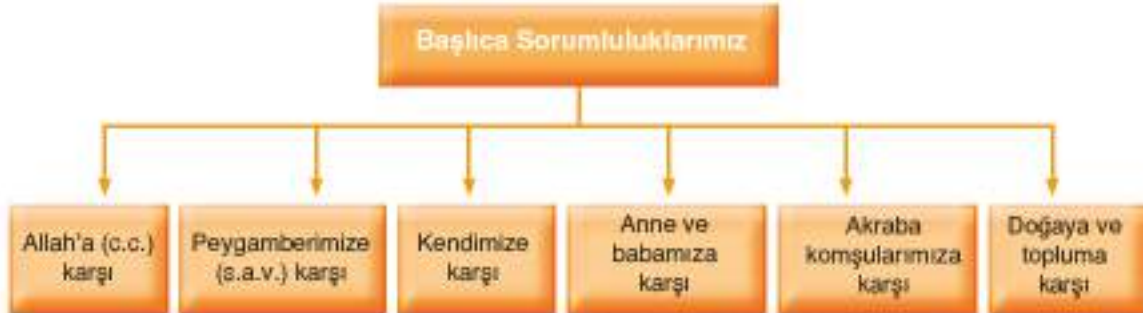 Başlıca Sorumluluklarımız
Allah'a (c.c.)
karşı
Peygamberimize
(s.a.v.) karşı
Kendimize
karşı
Anne ve
babamıza
karşı
Akraba
komşularımıza
karşı
Doğaya ve
topluma
karşı